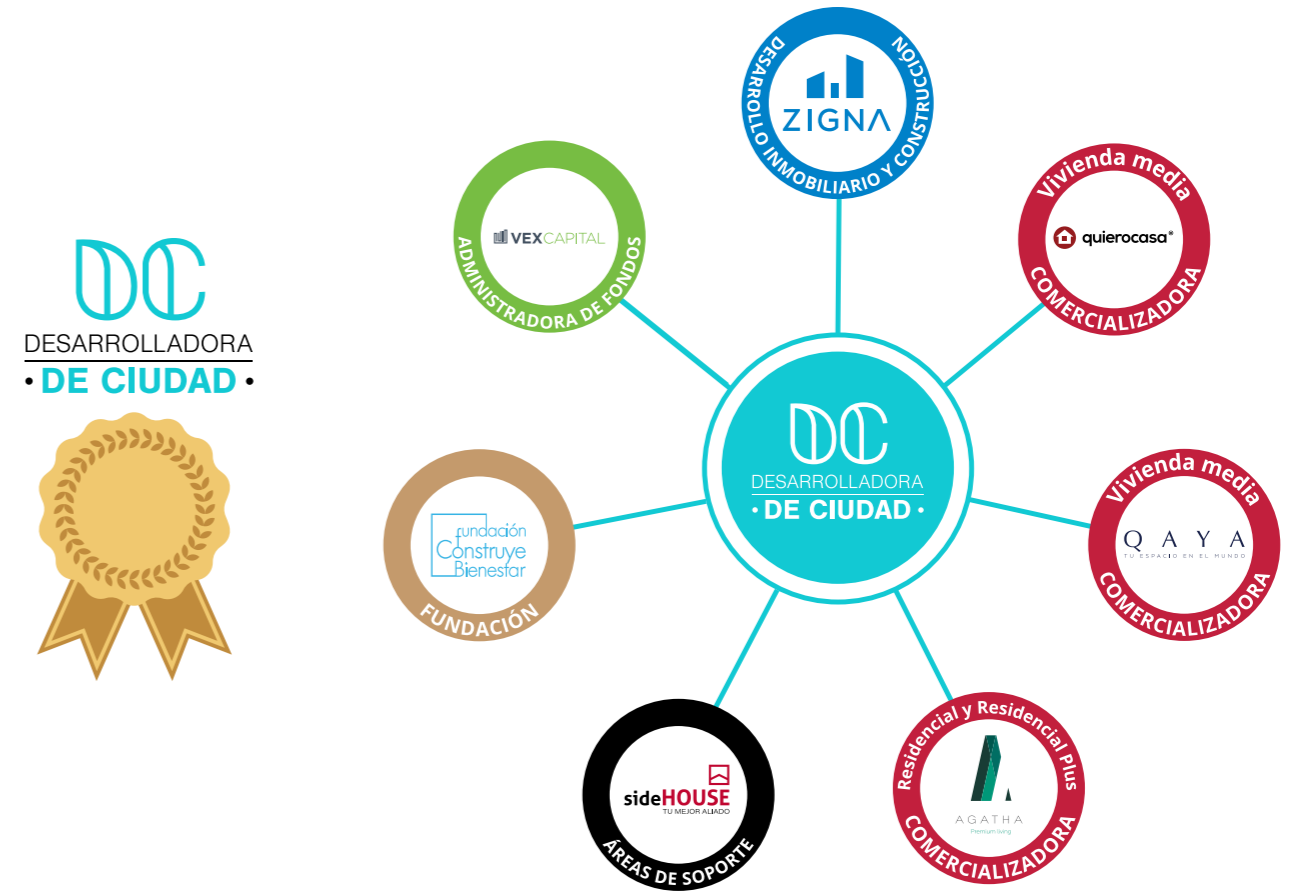 DC
DESARROLLADORA
• DE CIUDAD •
DESARROLLO INMOBILIARIO Y CONSTRUCCIÓN
ZIGNA
VEXCAPITAL
ADMINISTRADORA DE FONDOS
Vivienda media
quierocasa®
COMERCIALIZADORA
DC
DESARROLLADORA
• DE CIUDAD •
fundación
Construye
Bienestar
FUNDACIÓN
Vivienda media
QAYA
TU ESPACIO EN EL MUNDO
COMERCIALIZADORA
sideHOUSE
TU MEJOR ALIADO
ÁREAS DE SOPORTE
Residencial y Residencial Plus
AGATHA
Premium living
COMERCIALIZADORA